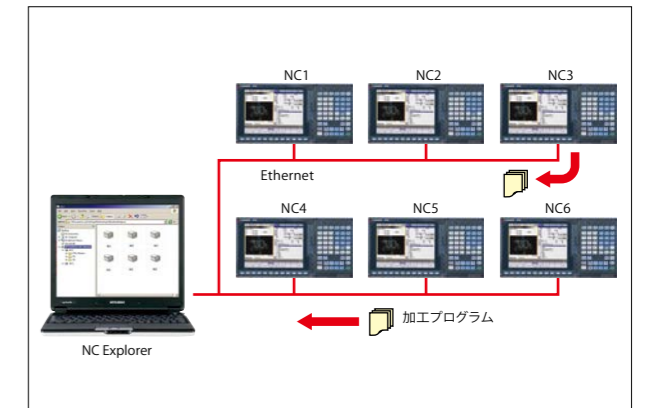 NC1
NC2
NC3
Ethernet
NC4
NC5
NC6
加工プログラム
NC Explorer